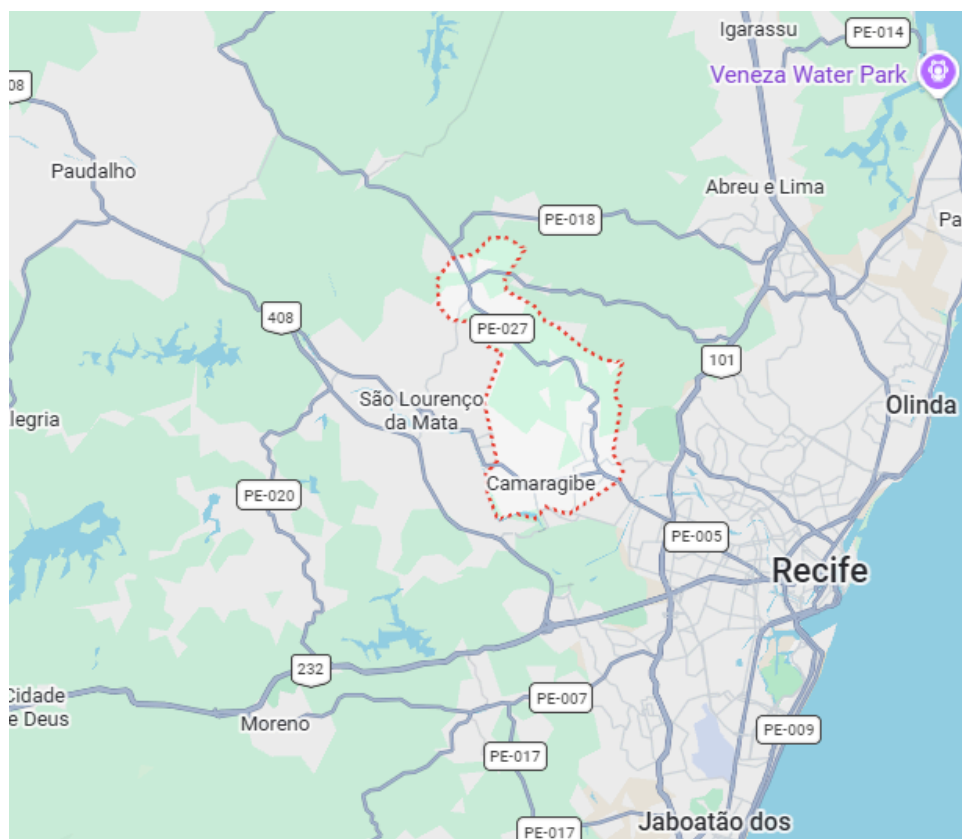 Igarassu
PE-014
Veneza Water Park
08
Paudalho
Abreu e Lima
PE-018
Pa
408
PE-027
101
São Lourenço
da Mata
Olinda
legria
Camaragibe
PE-020
PE-005
Recife
232
Cidade
e Deus
Moreno
PE-007
PE-009
PE-017
PE-017
Jaboatão dos